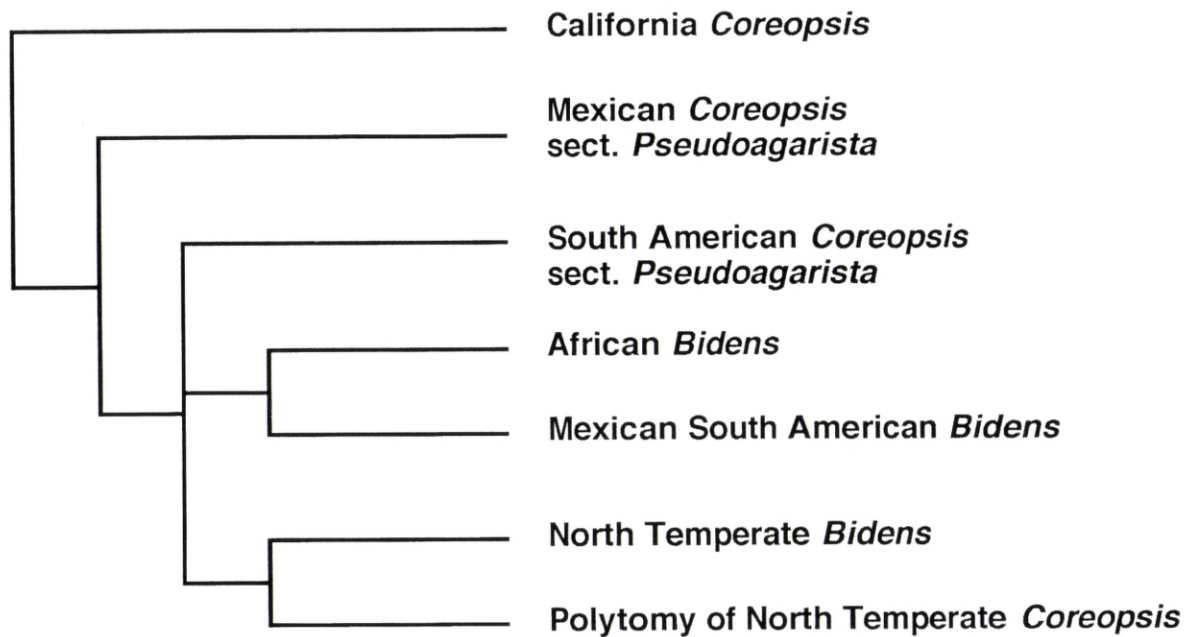 California Coreopsis
Mexican Coreopsis
sect. Pseudoagarista
South American Coreopsis
sect. Pseudoagarista
African Bidens
Mexican South American Bidens
North Temperate Bidens
Polytomy of North Temperate Coreopsis